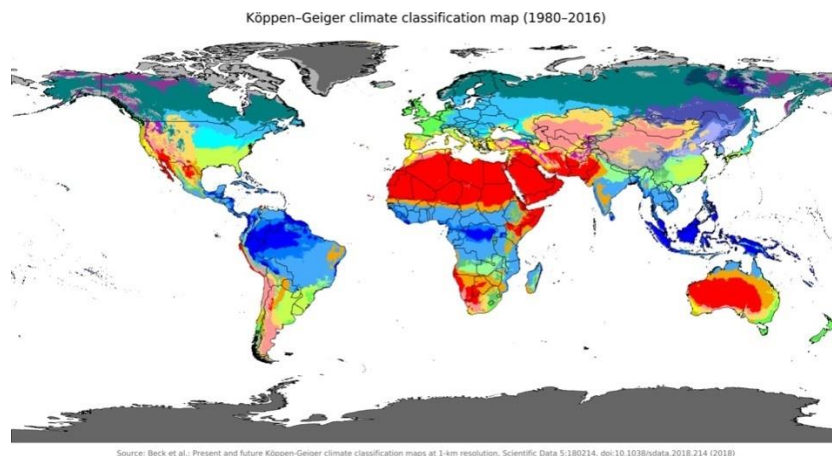 Köppen–Geiger climate classification map (1980–2016)
Source: Beck et al.: Present and future Köppen-Geiger climate classification maps at 1-km resolution, Scientific Data 5:180214, doi:10.1038/sdata.2018.214 (2018)